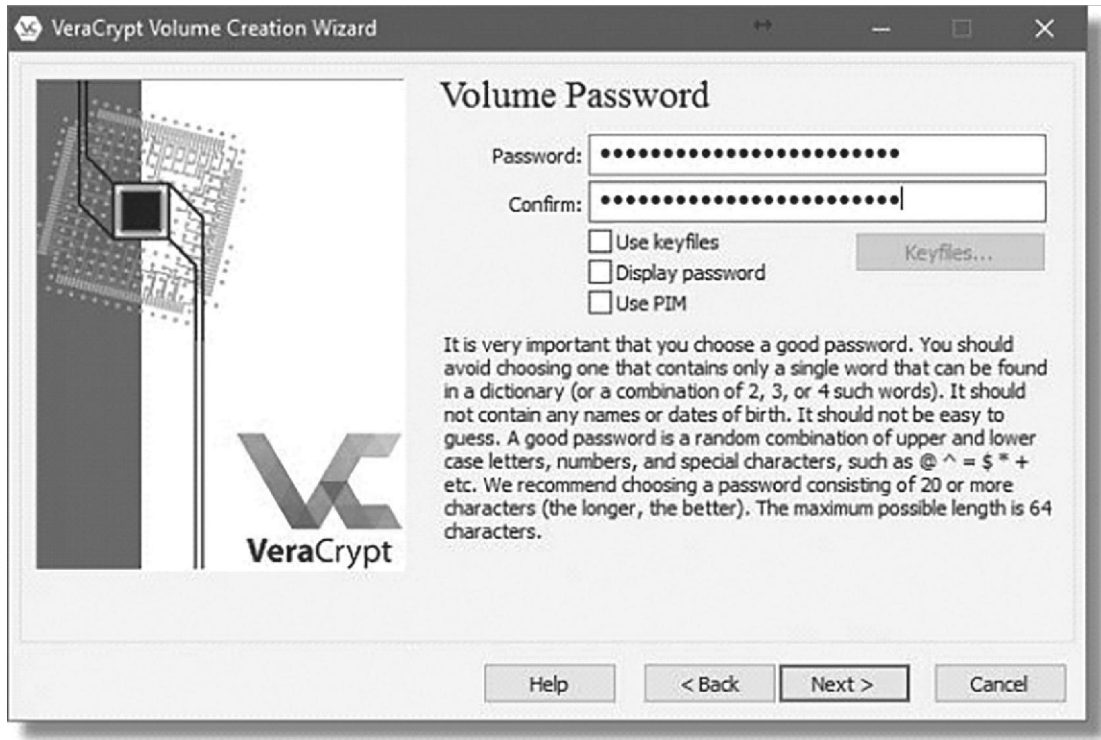 VeraCrypt Volume Creation Wizard
Volume Password
Password: ••••••••••••••••••••••••
Confirm: ••••••••••••••••••••••••
Use keyfiles
Keyfiles...
Display password
Use PIM
It is very important that you choose a good password. You should
avoid choosing one that contains only a single word that can be found
in a dictionary (or a combination of 2, 3, or 4 such words). It should
not contain any names or dates of birth. It should not be easy to
guess. A good password is a random combination of upper and lower
case letters, numbers, and special characters, such as @ ^ = $ * +
etc. We recommend choosing a password consisting of 20 or more
characters (the longer, the better). The maximum possible length is 64
characters.
VeraCrypt
Help < Back Next > Cancel